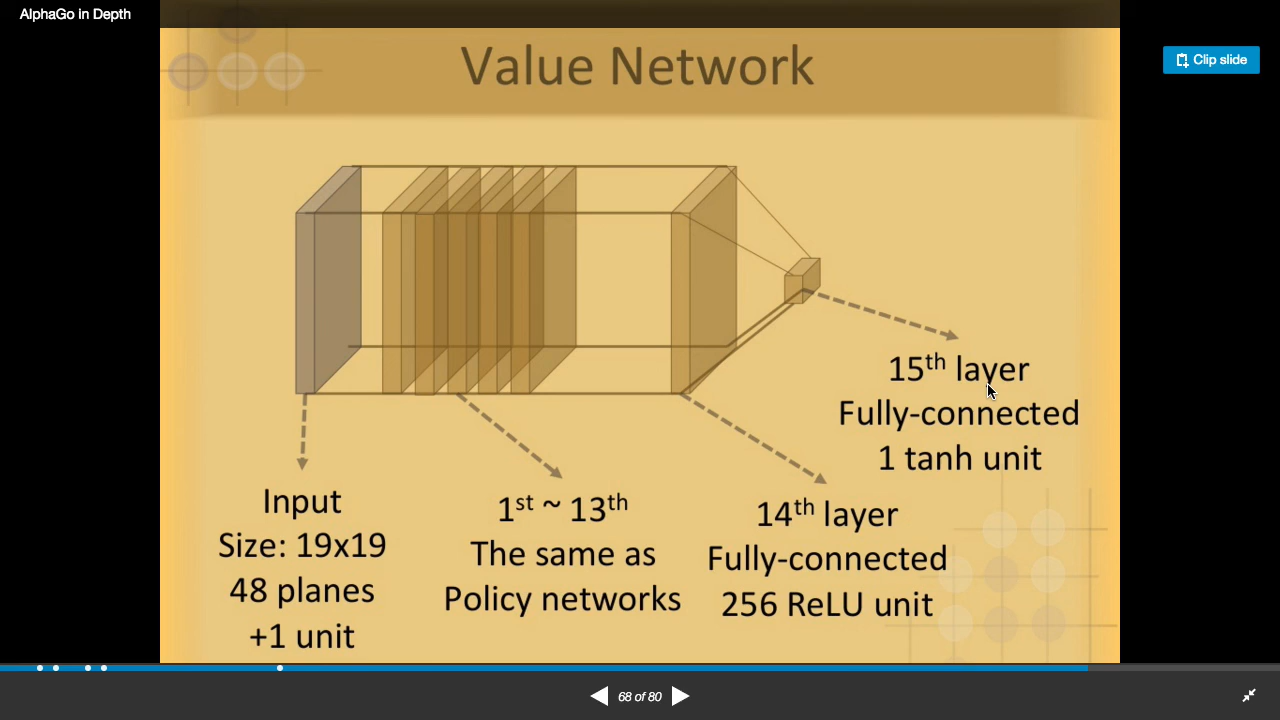 AlphaGo in Depth
Clip slide
Value Network
15th layer
Fully-connected
1 tanh unit
Input
Size: 19x19
48 planes
+1 unit
1st ~ 13th
The same as
Policy networks
14th layer
Fully-connected
256 ReLU unit
68 of 80